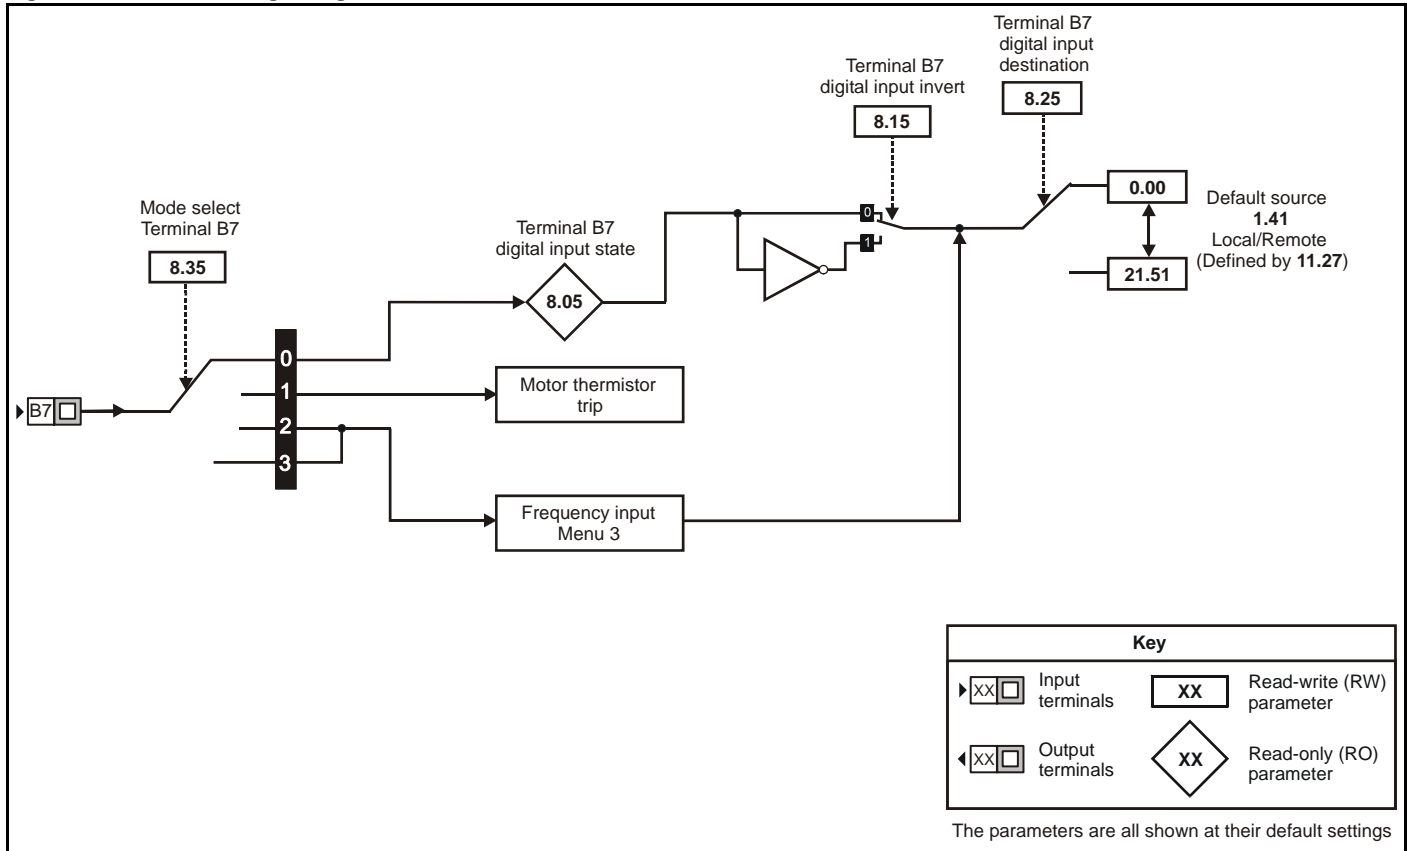 Terminal B7
digital input
destination
8.25
Terminal B7
digital input invert
8.15
Mode select
Terminal B7
8.35
Terminal B7
digital input state
8.05
0
1
0.00
21.51
Default source
1.41
Local/Remote
(Defined by 11.27)
B7
0
1
2
3
Motor thermistor
trip
Frequency input
Menu 3
Key
XX
Input
terminals
XX
Read-write (RW)
parameter
XX
Output
terminals
XX
Read-only (RO)
parameter
The parameters are all shown at their default settings